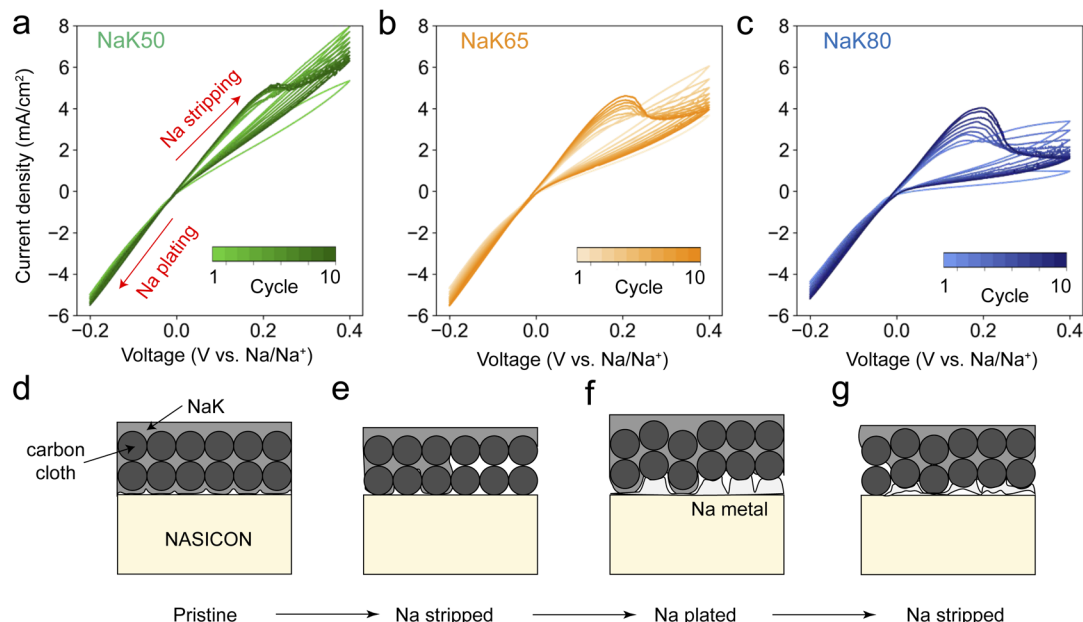 a
NaK50
Current density (mA/cm²)
8
6
4
2
0
−2
−4
−6
Na stripping
Na plating
1 10
Cycle
−0.2 0.0 0.2 0.4
Voltage (V vs. Na/Na⁺)
b
NaK65
8
6
4
2
0
−2
−4
−6
1 10
Cycle
−0.2 0.0 0.2 0.4
Voltage (V vs. Na/Na⁺)
c
NaK80
8
6
4
2
0
−2
−4
−6
1 10
Cycle
−0.2 0.0 0.2 0.4
Voltage (V vs. Na/Na⁺)
d
NaK
carbon
cloth
NASICON
e
f
Na metal
g
Pristine
Na stripped
Na plated
Na stripped